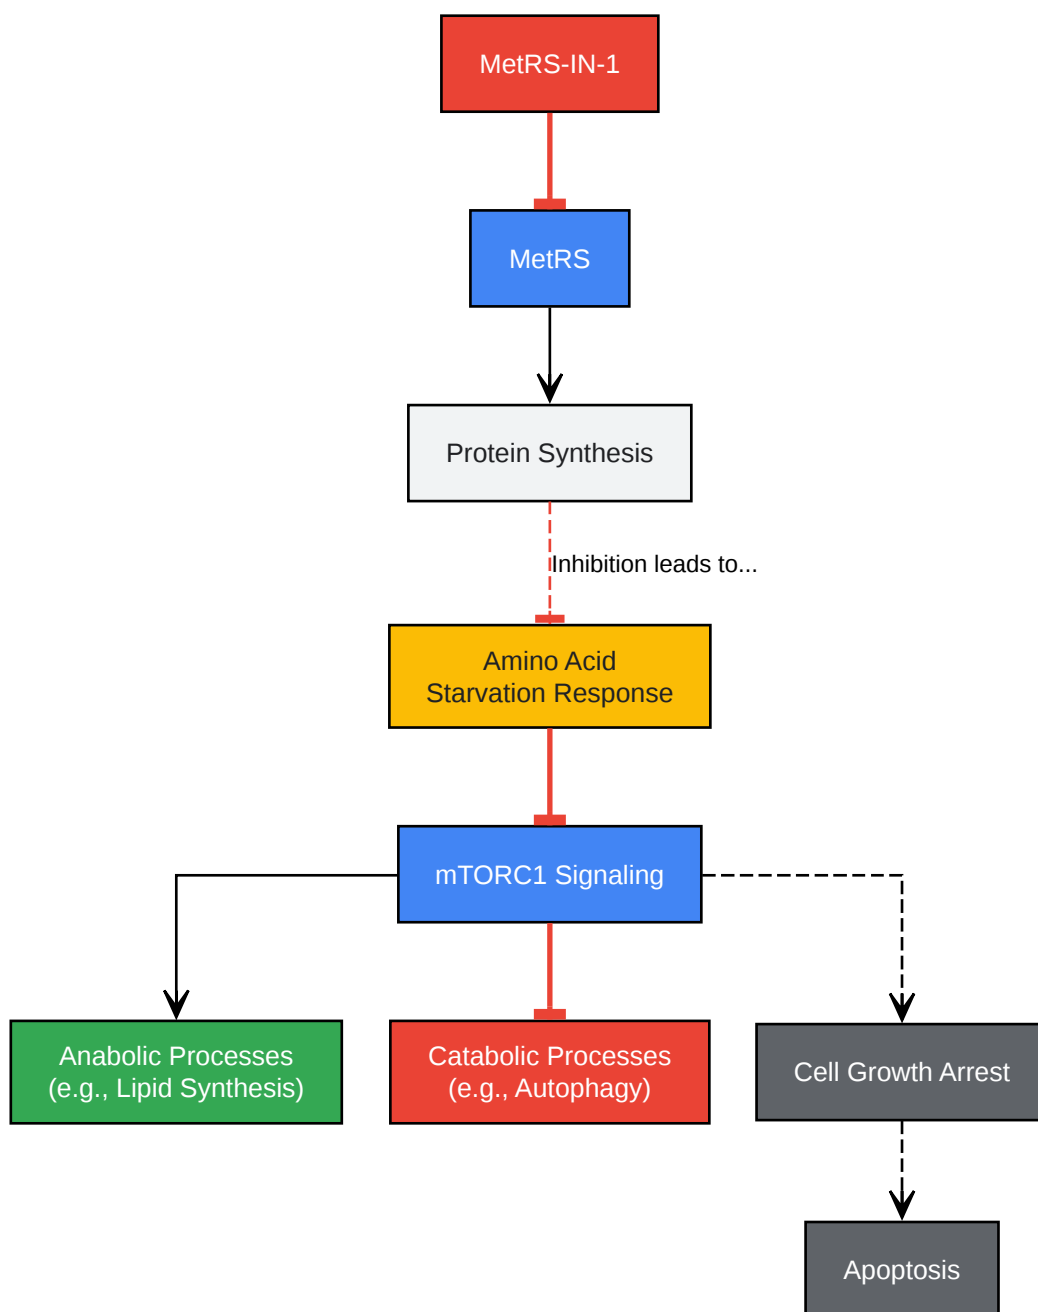 MetRS-IN-1
MetRS
Protein Synthesis
Inhibition leads to...
Amino Acid
Starvation Response
mTORC1 Signaling
Anabolic Processes
(e.g., Lipid Synthesis)
Catabolic Processes
(e.g., Autophagy)
Cell Growth Arrest
Apoptosis